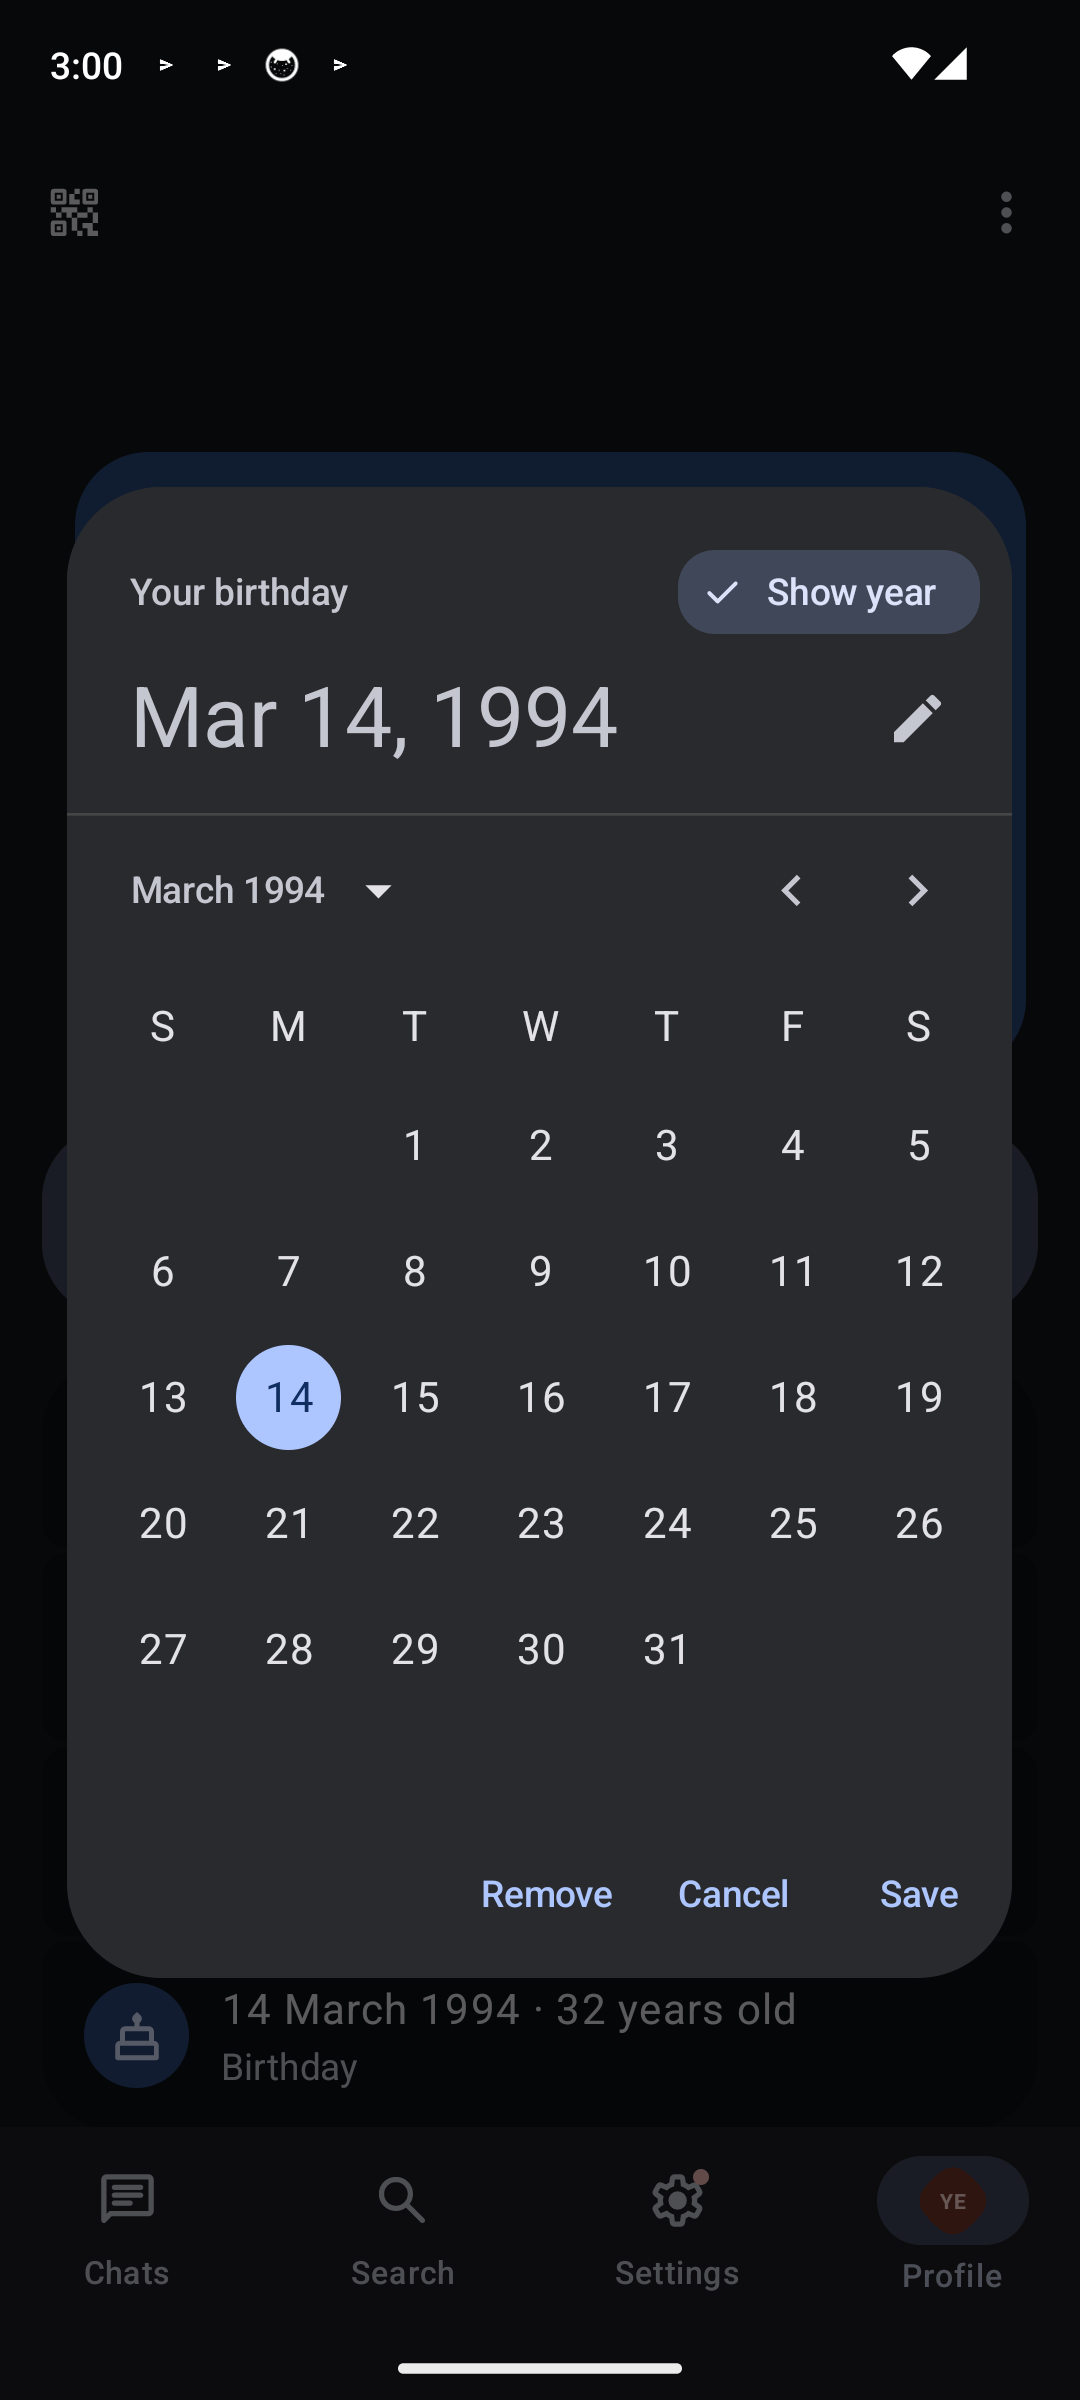 3:00
Your birthday
Show year
Mar 14, 1994
March 1994
S M T W T F S
1 2 3 4 5
6 7 8 9 10 11 12
13 14 15 16 17 18 19
20 21 22 23 24 25 26
27 28 29 30 31
Remove Cancel Save
14 March 1994 · 32 years old
Birthday
YE
Chats Search Settings Profile